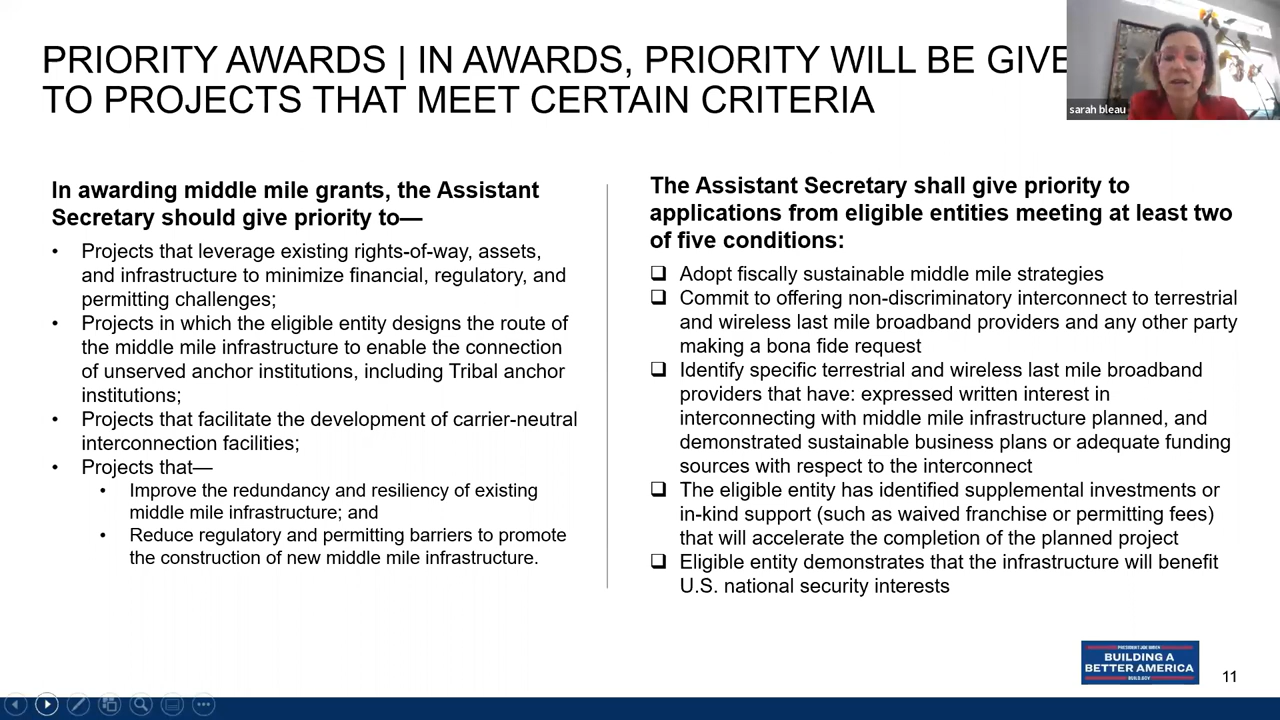 PRIORITY AWARDS | IN AWARDS, PRIORITY WILL BE GIVE
TO PROJECTS THAT MEET CERTAIN CRITERIA
sarah bleau
In awarding middle mile grants, the Assistant
Secretary should give priority to—
• Projects that leverage existing rights-of-way, assets,
and infrastructure to minimize financial, regulatory, and
permitting challenges;
• Projects in which the eligible entity designs the route of
the middle mile infrastructure to enable the connection
of unserved anchor institutions, including Tribal anchor
institutions;
• Projects that facilitate the development of carrier-neutral
interconnection facilities;
• Projects that—
• Improve the redundancy and resiliency of existing
middle mile infrastructure; and
• Reduce regulatory and permitting barriers to promote
the construction of new middle mile infrastructure.
The Assistant Secretary shall give priority to
applications from eligible entities meeting at least two
of five conditions:
❑ Adopt fiscally sustainable middle mile strategies
❑ Commit to offering non-discriminatory interconnect to terrestrial
and wireless last mile broadband providers and any other party
making a bona fide request
❑ Identify specific terrestrial and wireless last mile broadband
providers that have: expressed written interest in
interconnecting with middle mile infrastructure planned, and
demonstrated sustainable business plans or adequate funding
sources with respect to the interconnect
❑ The eligible entity has identified supplemental investments or
in-kind support (such as waived franchise or permitting fees)
that will accelerate the completion of the planned project
❑ Eligible entity demonstrates that the infrastructure will benefit
U.S. national security interests
PRESIDENT JOE BIDEN
BUILDING A
BETTER AMERICA
BUILD.GOV
11